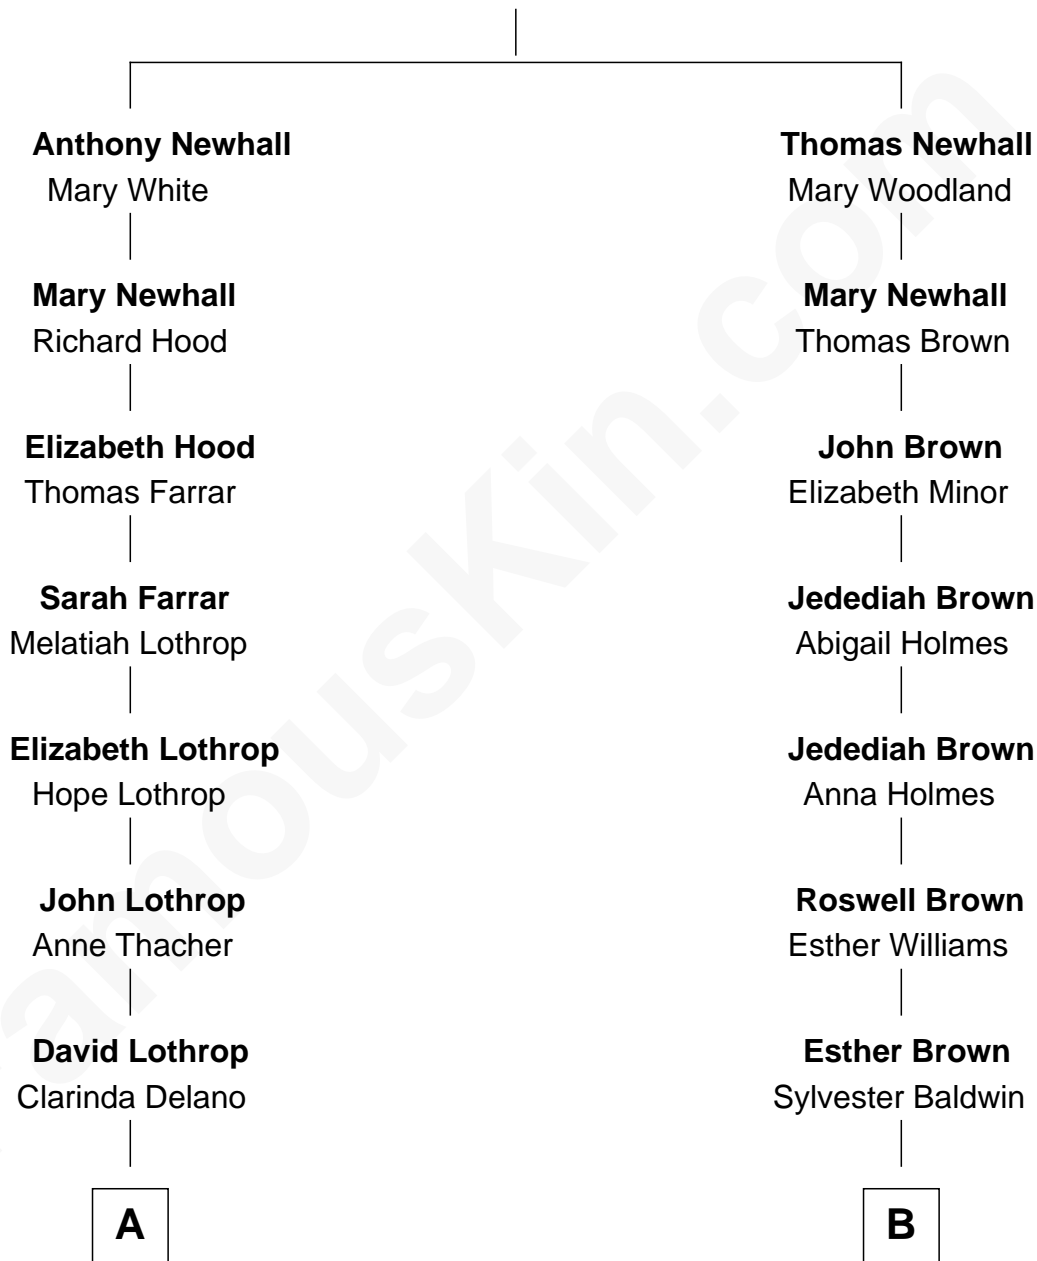 Anthony Newhall
Mary White
Mary Newhall
Richard Hood
Elizabeth Hood
Thomas Farrar
Sarah Farrar
Melatiah Lothrop
Elizabeth Lothrop
Hope Lothrop
John Lothrop
Anne Thacher
David Lothrop
Clarinda Delano
A
Thomas Newhall
Mary Woodland
Mary Newhall
Thomas Brown
John Brown
Elizabeth Minor
Jedediah Brown
Abigail Holmes
Jedediah Brown
Anna Holmes
Roswell Brown
Esther Williams
Esther Brown
Sylvester Baldwin
B
amousKin.com